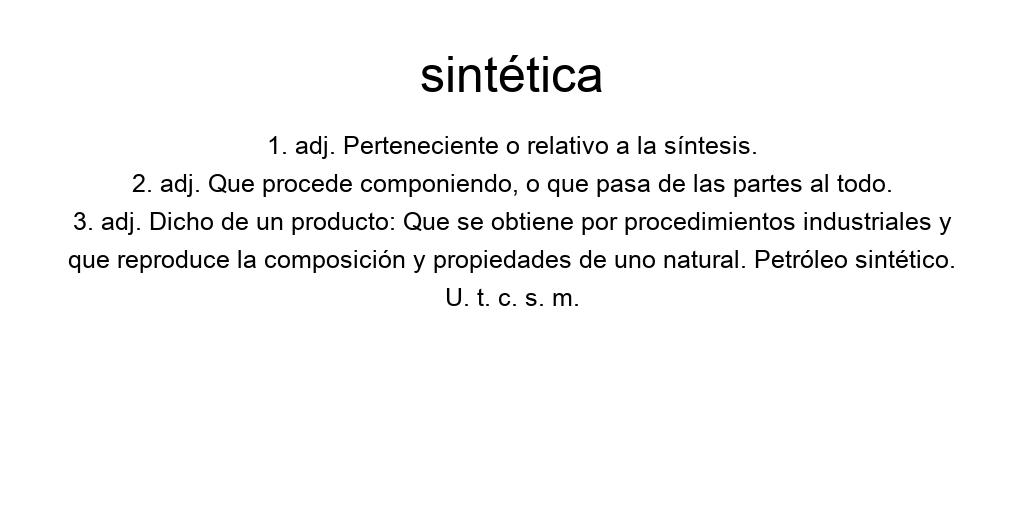 sintética
1. adj. Perteneciente o relativo a la síntesis.
2. adj. Que procede componiendo, o que pasa de las partes al todo.
3. adj. Dicho de un producto: Que se obtiene por procedimientos industriales y
que reproduce la composición y propiedades de uno natural. Petróleo sintético.
U. t. c. s. m.